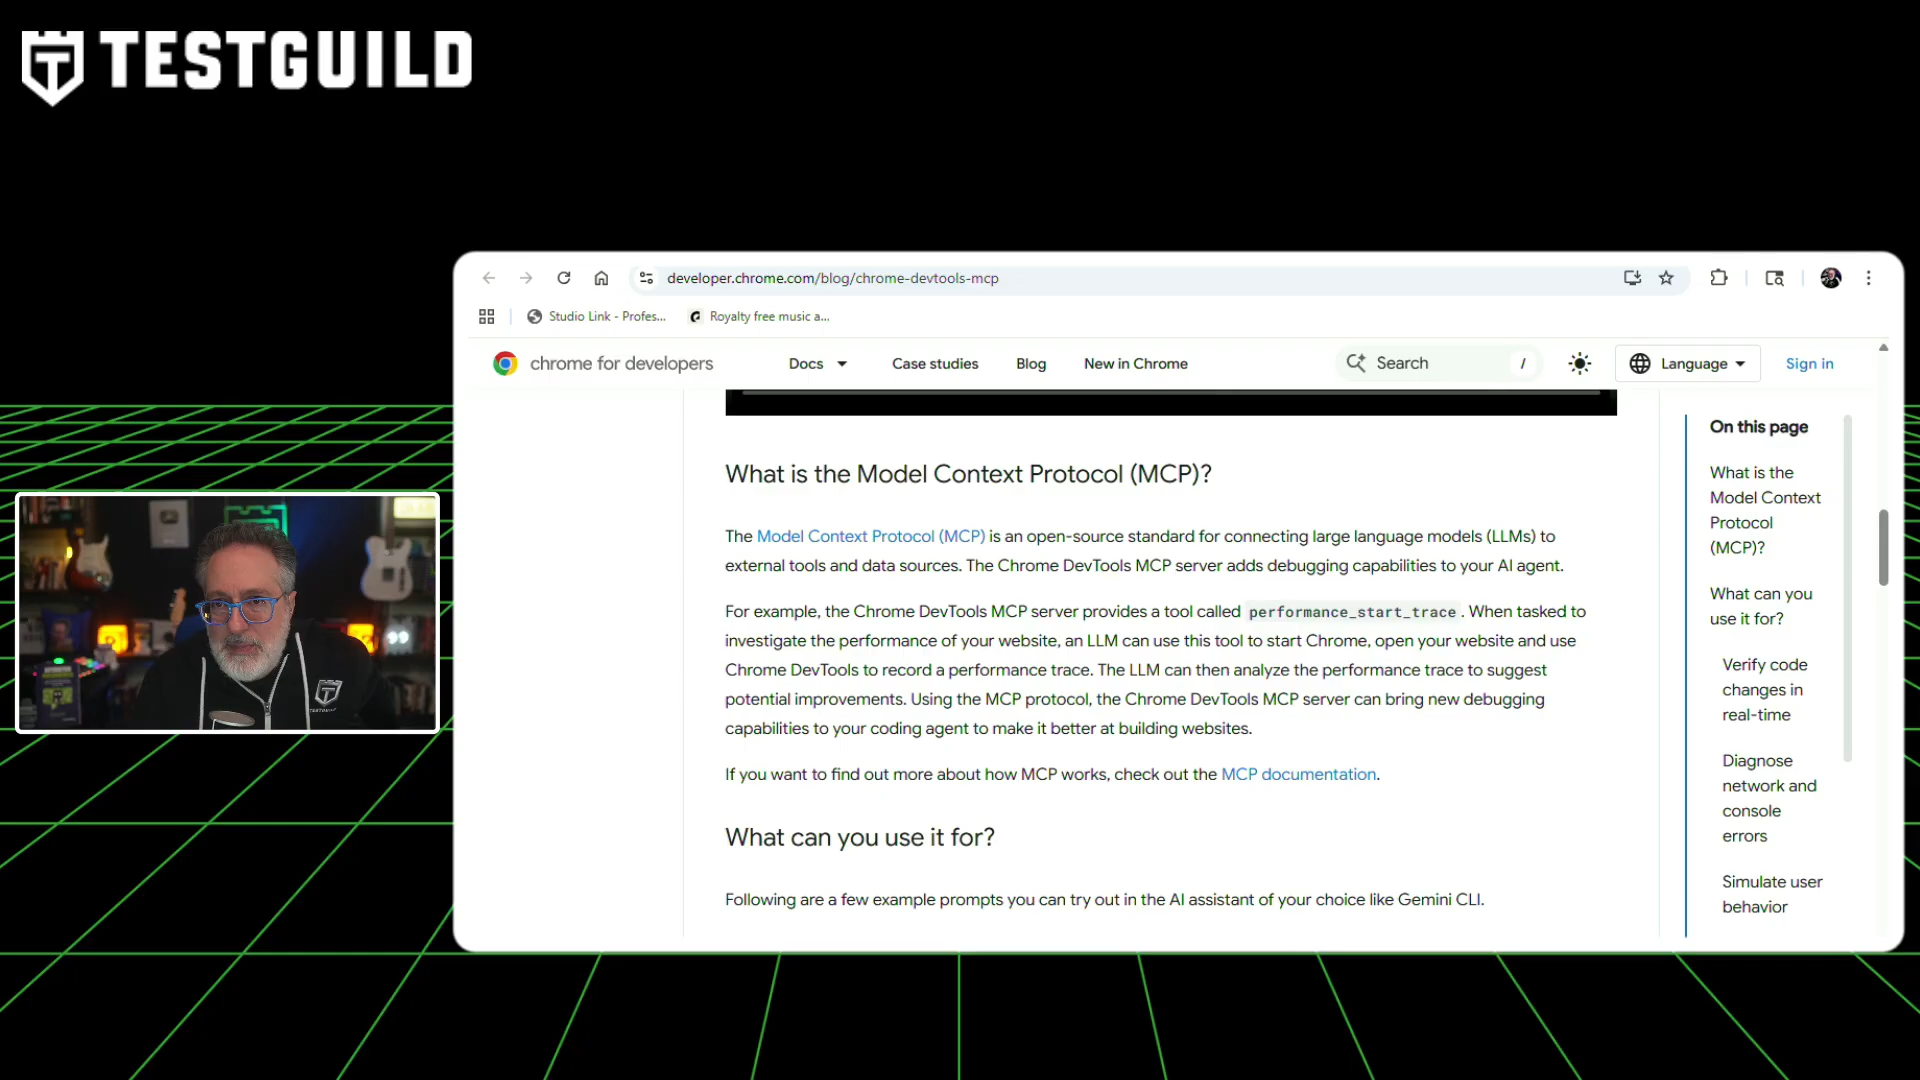 TESTGUILD
developer.chrome.com/blog/chrome-devtools-mcp
Studio Link - Profes...
Royalty free music a...
chrome for developers
Docs
Case studies
Blog
New in Chrome
Search
/
Language
Sign in
What is the Model Context Protocol (MCP)?
The Model Context Protocol (MCP) is an open-source standard for connecting large language models (LLMs) to
external tools and data sources. The Chrome DevTools MCP server adds debugging capabilities to your AI agent.
For example, the Chrome DevTools MCP server provides a tool called performance_start_trace. When tasked to
investigate the performance of your website, an LLM can use this tool to start Chrome, open your website and use
Chrome DevTools to record a performance trace. The LLM can then analyze the performance trace to suggest
potential improvements. Using the MCP protocol, the Chrome DevTools MCP server can bring new debugging
capabilities to your coding agent to make it better at building websites.
If you want to find out more about how MCP works, check out the MCP documentation.
What can you use it for?
Following are a few example prompts you can try out in the AI assistant of your choice like Gemini CLI.
On this page
What is the
Model Context
Protocol
(MCP)?
What can you
use it for?
Verify code
changes in
real-time
Diagnose
network and
console
errors
Simulate user
behavior